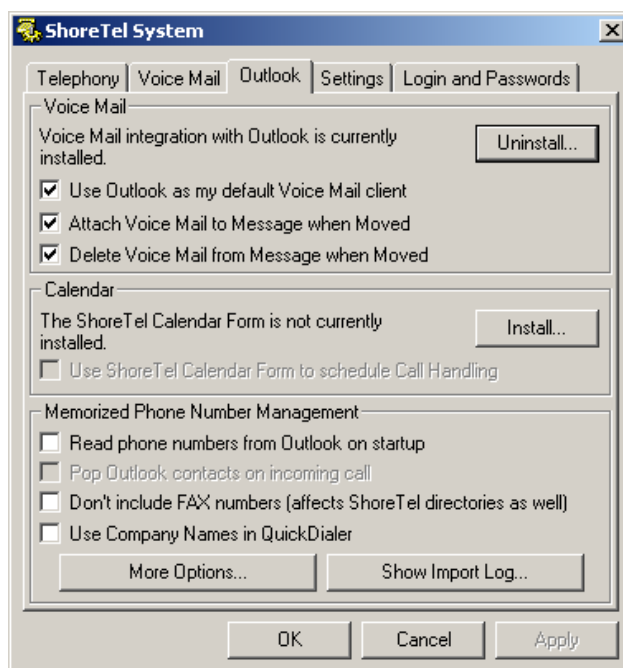 ShoreTel System
Telephony Voice Mail Outlook Settings Login and Passwords
Voice Mail
Voice Mail integration with Outlook is currently
installed.
Uninstall...
Use Outlook as my default Voice Mail client
Attach Voice Mail to Message when Moved
Delete Voice Mail from Message when Moved
Calendar
The ShoreTel Calendar Form is not currently
installed.
Install...
Use ShoreTel Calendar Form to schedule Call Handling
Memorized Phone Number Management
Read phone numbers from Outlook on startup
Pop Outlook contacts on incoming call
Don't include FAX numbers (affects ShoreTel directories as well)
Use Company Names in QuickDialer
More Options... Show Import Log...
OK Cancel Apply